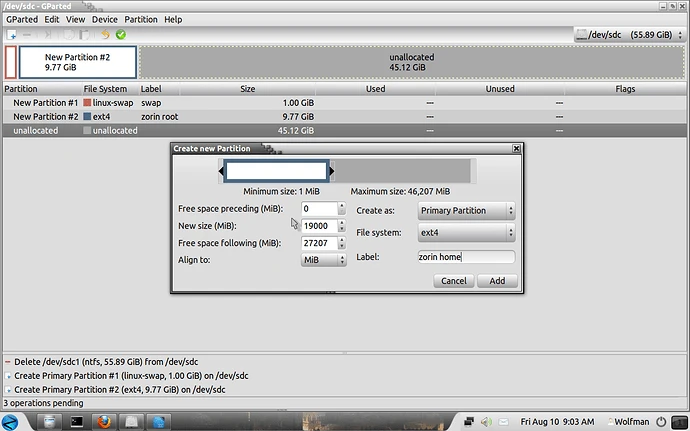 /dev/sdc - GParted
GParted Edit View Device Partition Help
/dev/sdc (55.89 GiB)
New Partition #2
9.77 GiB
unallocated
45.12 GiB
Partition File System Label Size Used Unused Flags
New Partition #1 linux-swap swap 1.00 GiB --- --- ---
New Partition #2 ext4 zorin root 9.77 GiB --- --- ---
unallocated unallocated 45.12 GiB --- ---
Create new Partition
Minimum size: 1 MiB Maximum size: 46,207 MiB
Free space preceding (MiB): 0 Create as: Primary Partition
New size (MiB): 19000 File system: ext4
Free space following (MiB): 27207
Align to: MiB Label: zorin home
Cancel Add
Delete /dev/sdc1 (ntfs, 55.89 GiB) from /dev/sdc
Create Primary Partition #1 (linux-swap, 1.00 GiB) on /dev/sdc
Create Primary Partition #2 (ext4, 9.77 GiB) on /dev/sdc
3 operations pending
Fri Aug 10 9:03 AM Wolfman